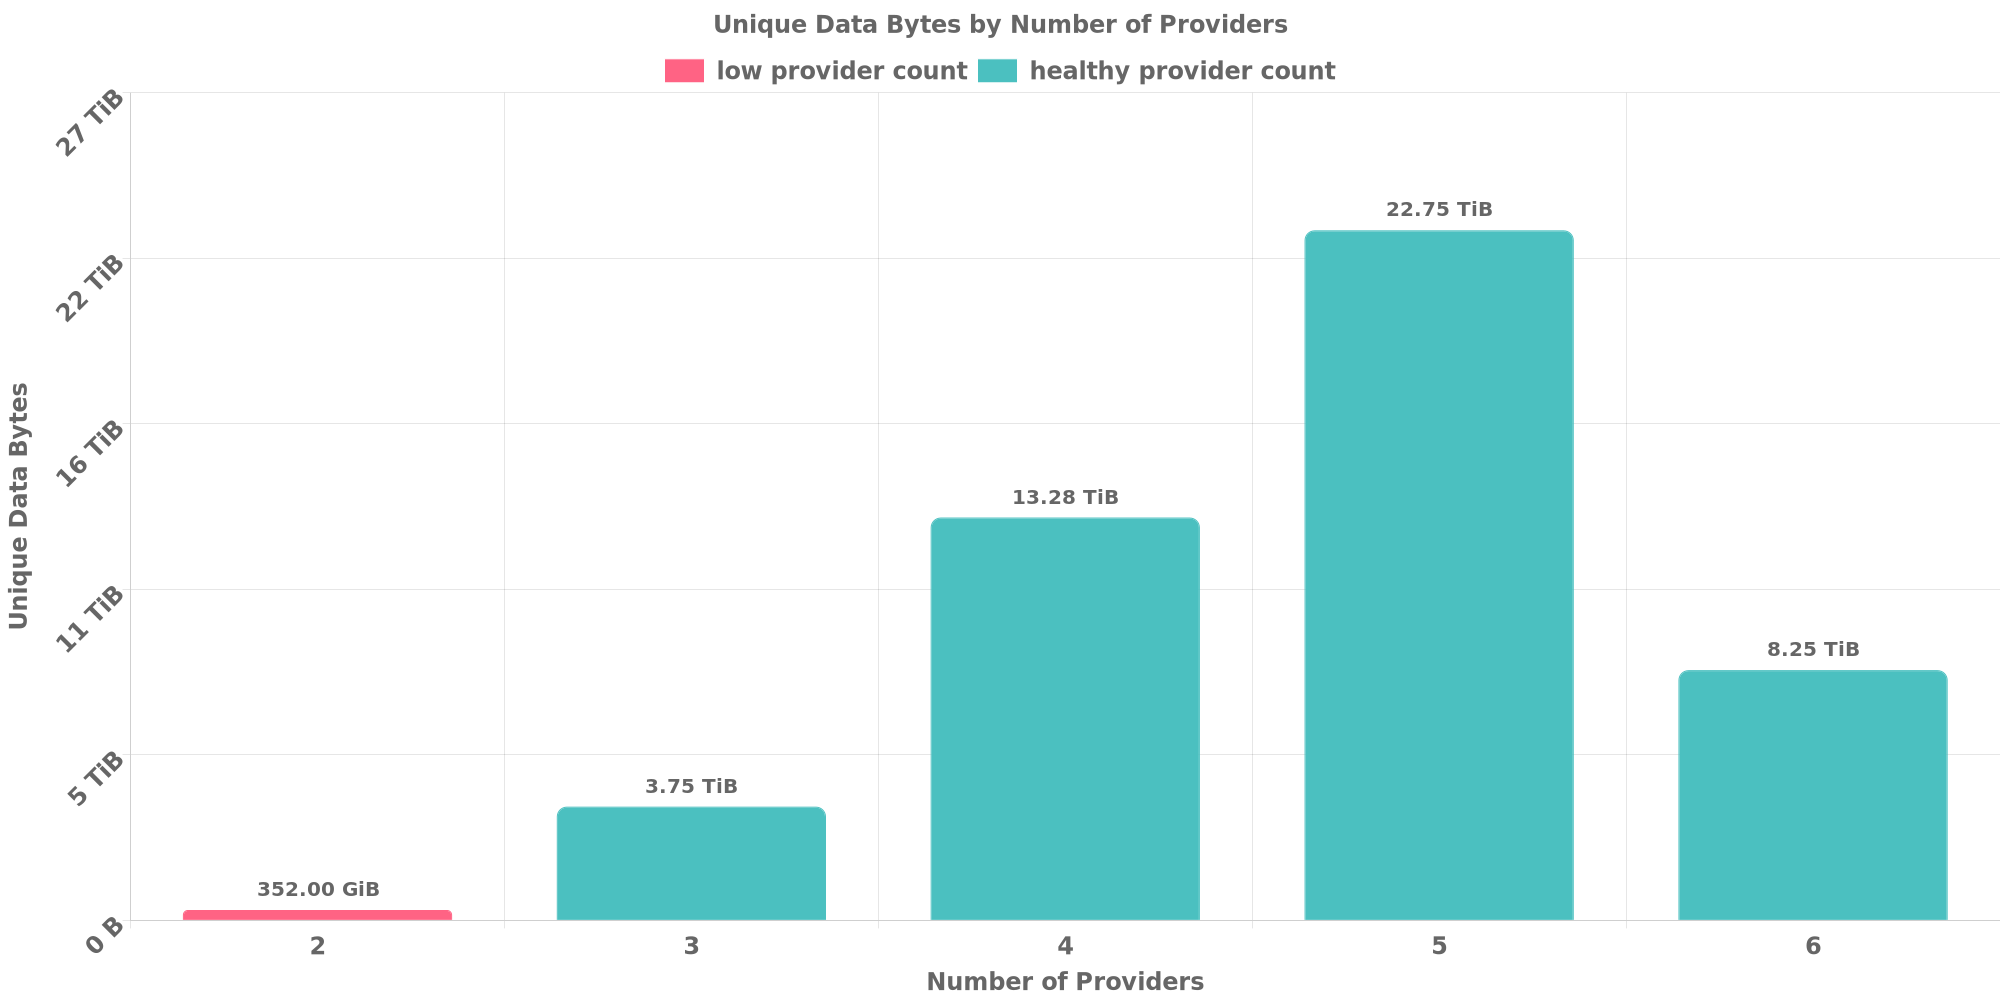 Unique Data Bytes by Number of Providers
low provider count healthy provider count
27 TiB
22 TiB
16 TiB
11 TiB
5 TiB
0 B
Unique Data Bytes
352.00 GiB
3.75 TiB
13.28 TiB
22.75 TiB
8.25 TiB
2 3 4 5 6
Number of Providers